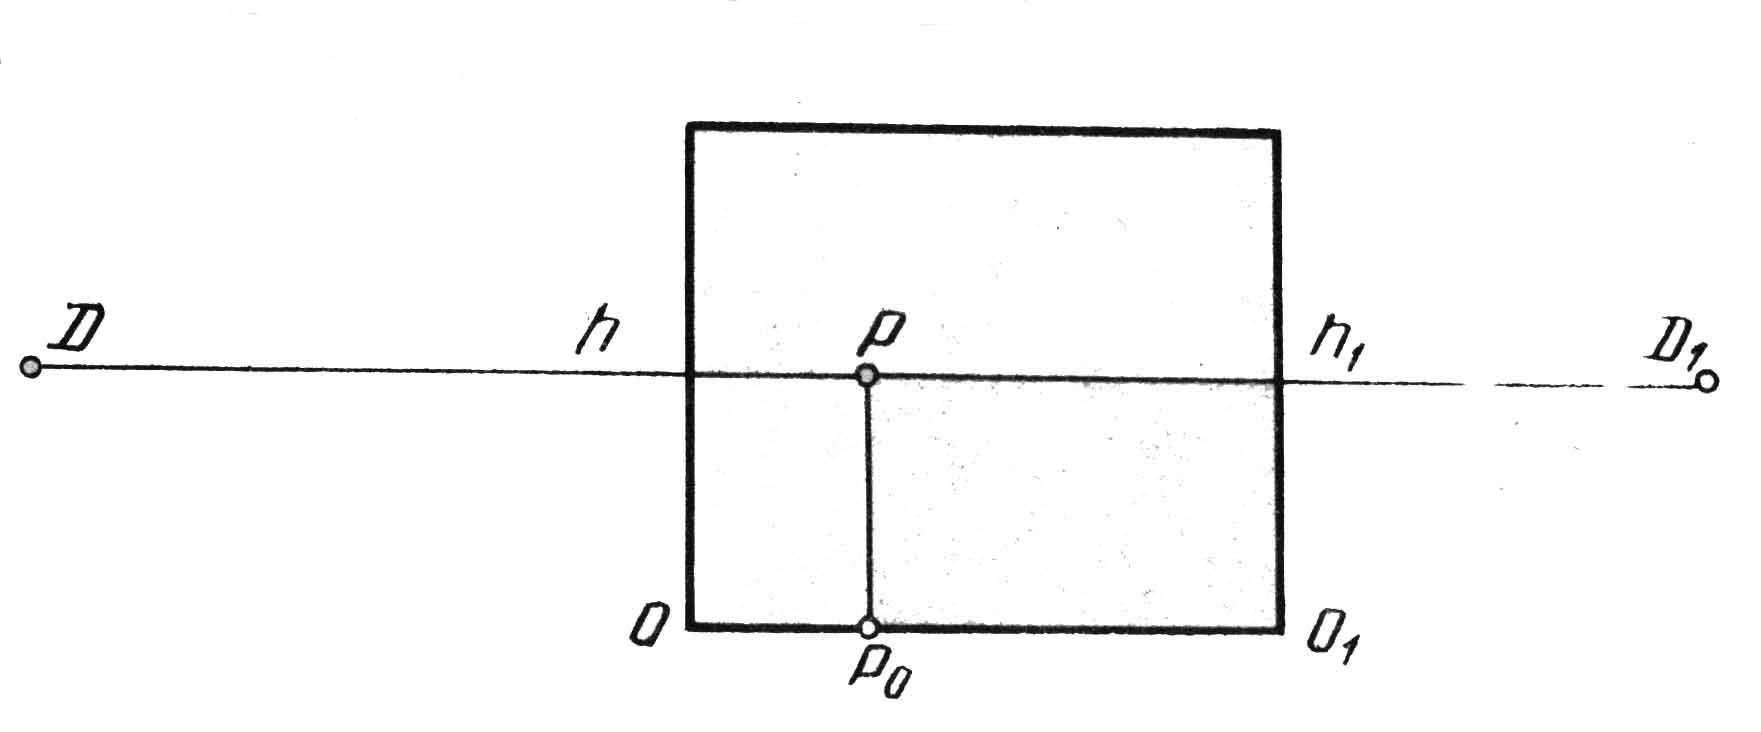 D h P h₁ D₁
O O₁
P₀